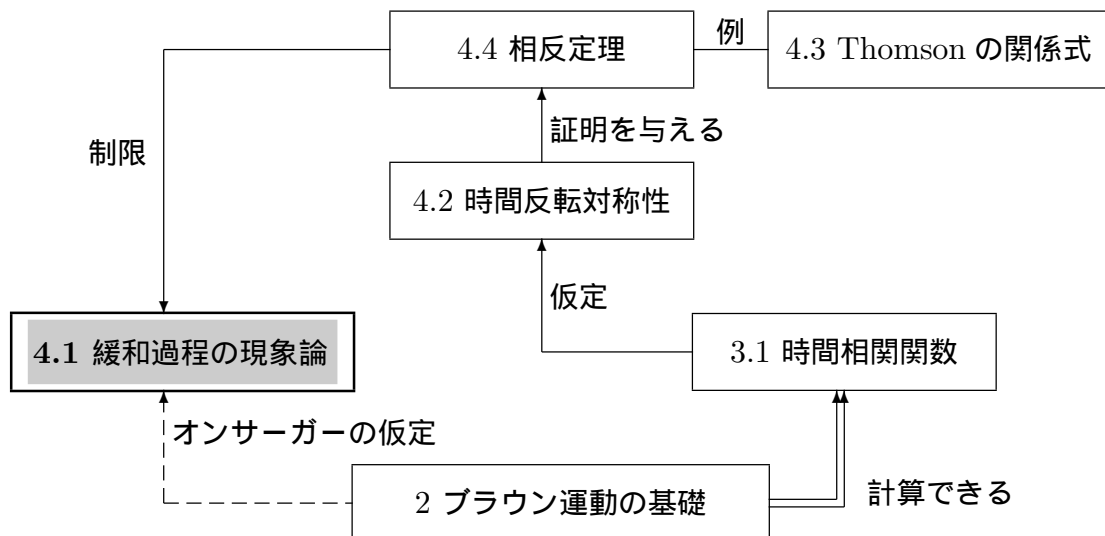 4.4 相反定理
例
4.3 Thomson の関係式
制限
証明を与える
4.2 時間反転対称性
仮定
4.1 緩和過程の現象論
3.1 時間相関関数
オンサーガーの仮定
2 ブラウン運動の基礎
計算できる